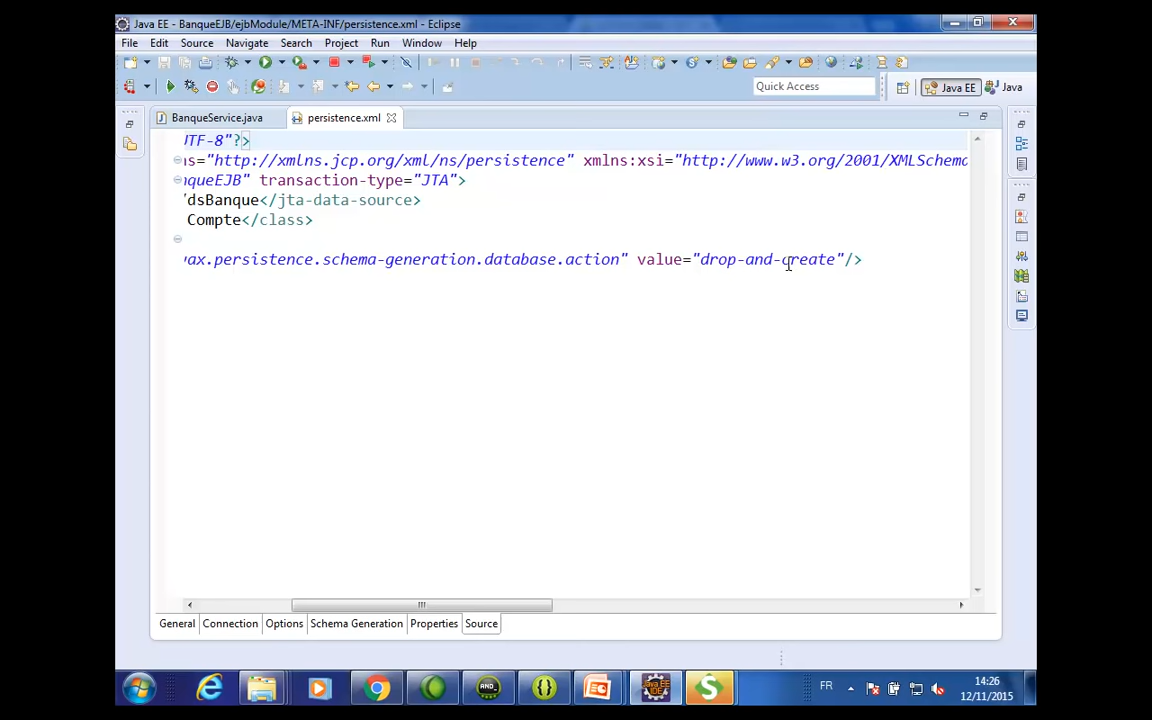 Java EE - BanqueEJB/ejbModule/META-INF/persistence.xml - Eclipse
File Edit Source Navigate Search Project Run Window Help
Quick Access
Java EE
Java
BanqueService.java
persistence.xml
UTF-8"?>
ns="http://xmlns.jcp.org/xml/ns/persistence" xmlns:xsi="http://www.w3.org/2001/XMLSchema
nqueEJB" transaction-type="JTA">
dsBanque</jta-data-source>
Compte</class>
ax.persistence.schema-generation.database.action" value="drop-and-create"/>
General Connection Options Schema Generation Properties Source
FR
14:26
12/11/2015